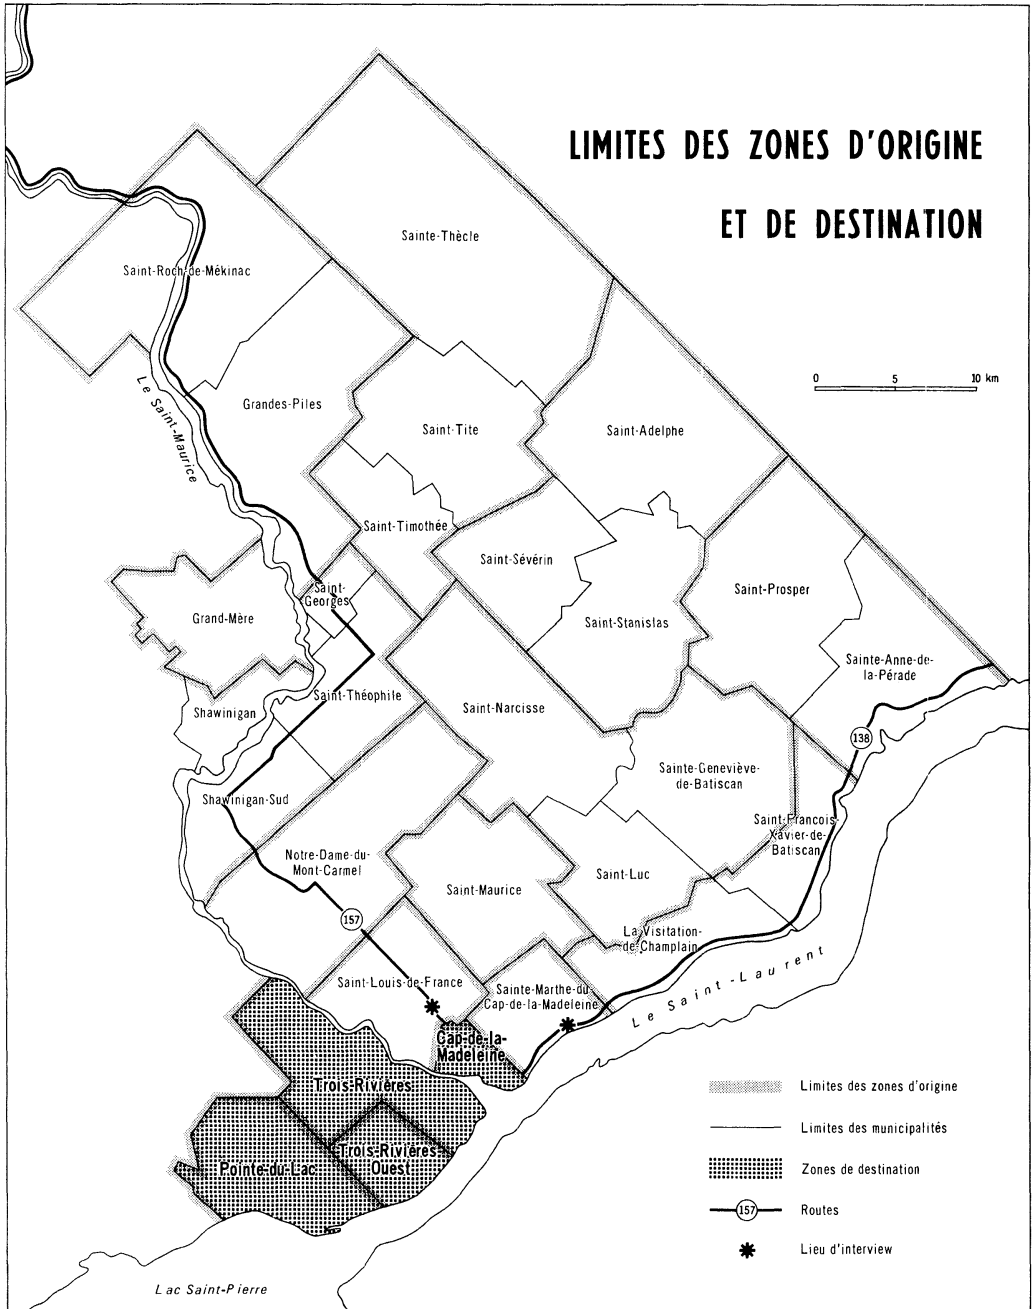 LIMITES DES ZONES D'ORIGINE
ET DE DESTINATION
Sainte-Thècle
Saint-Roch-de-Mékinac
0 5 10 km
Le Saint-Maurice
Grandes-Piles
Saint-Tite
Saint-Adelphe
Saint-Timothée
Saint-Sévérin
Saint-Prosper
Saint-
Georges
Grand-Mère
Saint-Stanislas
Sainte-Anne-de-
la-Pérade
Saint-Théophile
Shawinigan
Saint-Narcisse
138
Sainte-Geneviève-
de-Batiscan
Shawinigan-Sud
Saint-Francois-
Xavier-de-
Batiscan
Notre-Dame-du-
Mont-Carmel
Saint-Maurice
Saint-Luc
157
La Visitation-
de-Champlain
Saint-Louis-de-France
Sainte-Marthe-du-
Cap-de-la-Madeleine
Le Saint-Laurent
Cap-de-la-
Madeleine
Trois-Rivières
Trois-Rivières-
Ouest
Pointe-du-Lac
Limites des zones d'origine
Limites des municipalités
Zones de destination
157 Routes
Lieu d'interview
Lac Saint-Pierre